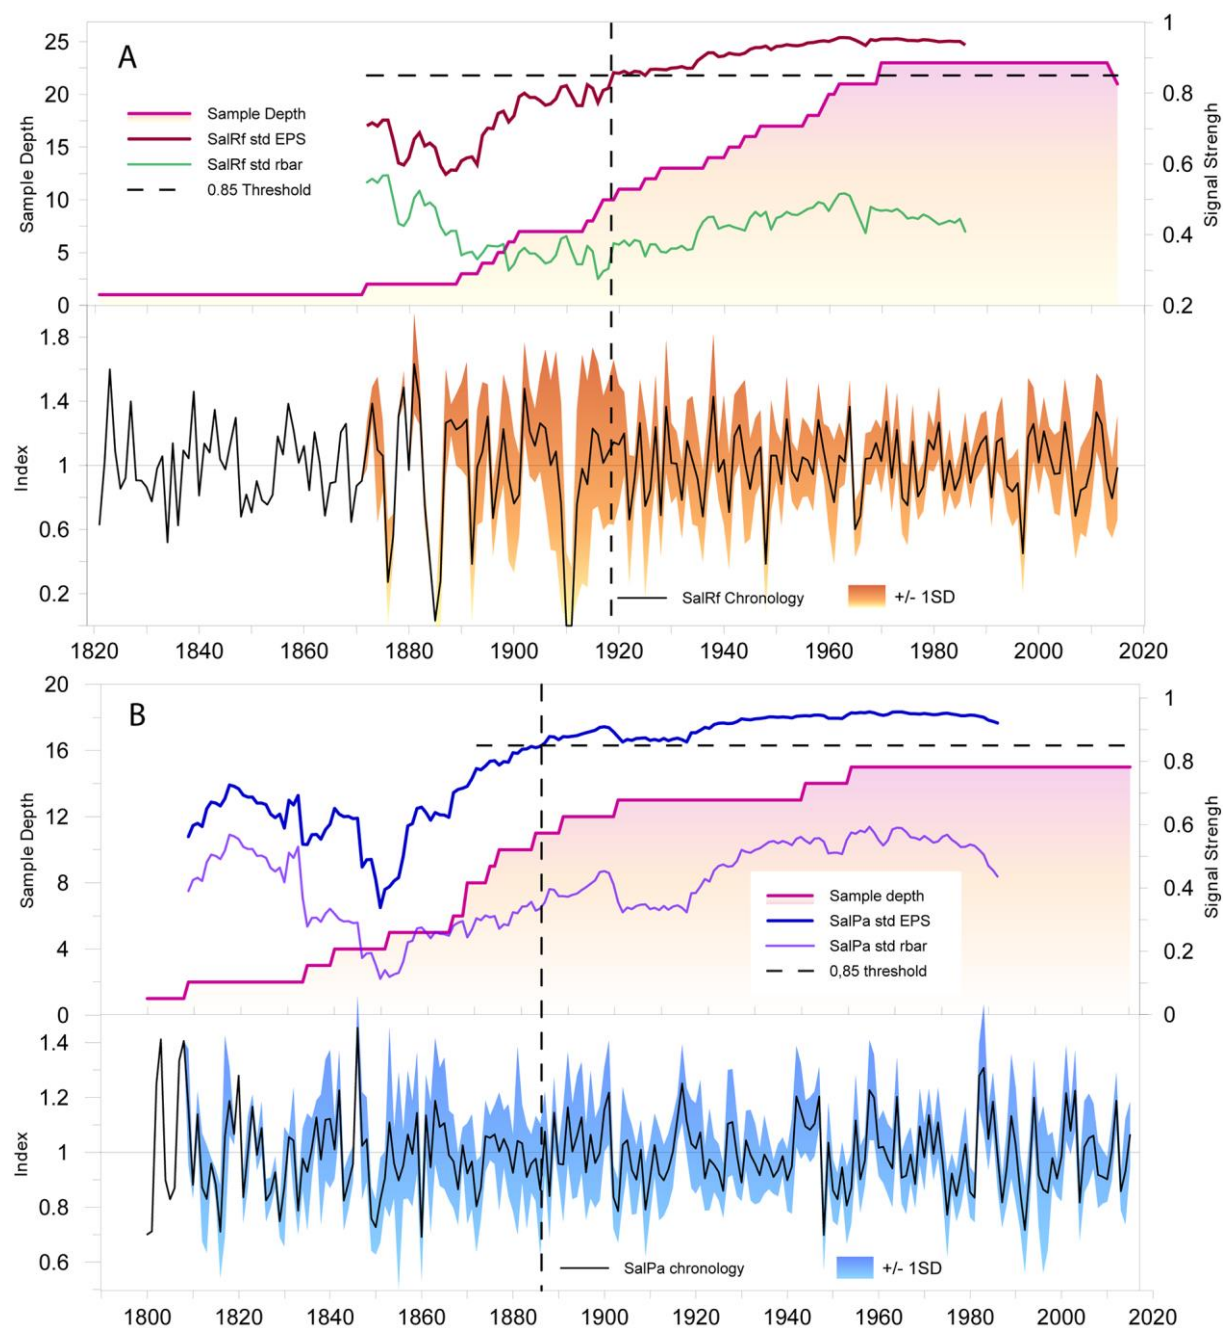 A
25
20
15
10
5
0
Sample Depth
Sample Depth
SalRf std EPS
SalRf std rbar
0.85 Threshold
1
0.8
0.6
0.4
0.2
Signal Strengh
1.8
1.4
1
0.6
0.2
Index
SalRf Chronology
+/- 1SD
1820 1840 1860 1880 1900 1920 1940 1960 1980 2000 2020
B
20
16
12
8
4
0
Sample Depth
1
0.8
0.6
0.4
0.2
0
Signal Strengh
Sample depth
SalPa std EPS
SalPa std rbar
0,85 threshold
1.4
1.2
1
0.8
0.6
Index
SalPa chronology
+/- 1SD
1800 1820 1840 1860 1880 1900 1920 1940 1960 1980 2000 2020